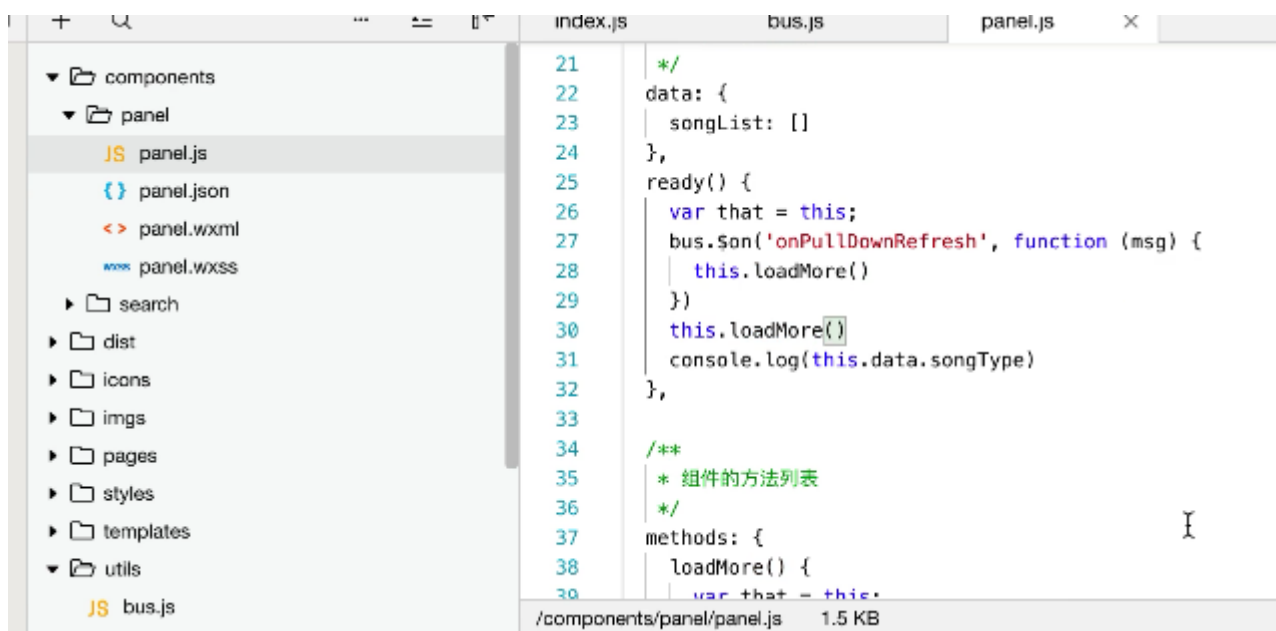 index.js
bus.js
panel.js
components
panel
panel.js
panel.json
panel.wxml
panel.wxss
search
dist
icons
imgs
pages
styles
templates
utils
bus.js
21 */
22 data: {
23 songList: []
24 },
25 ready() {
26 var that = this;
27 bus.$on('onPullDownRefresh', function (msg) {
28 this.loadMore()
29 })
30 this.loadMore()
31 console.log(this.data.songType)
32 },
33
34 /**
35 * 组件的方法列表
36 */
37 methods: {
38 loadMore() {
39 var that = this;
/components/panel/panel.js 1.5 KB